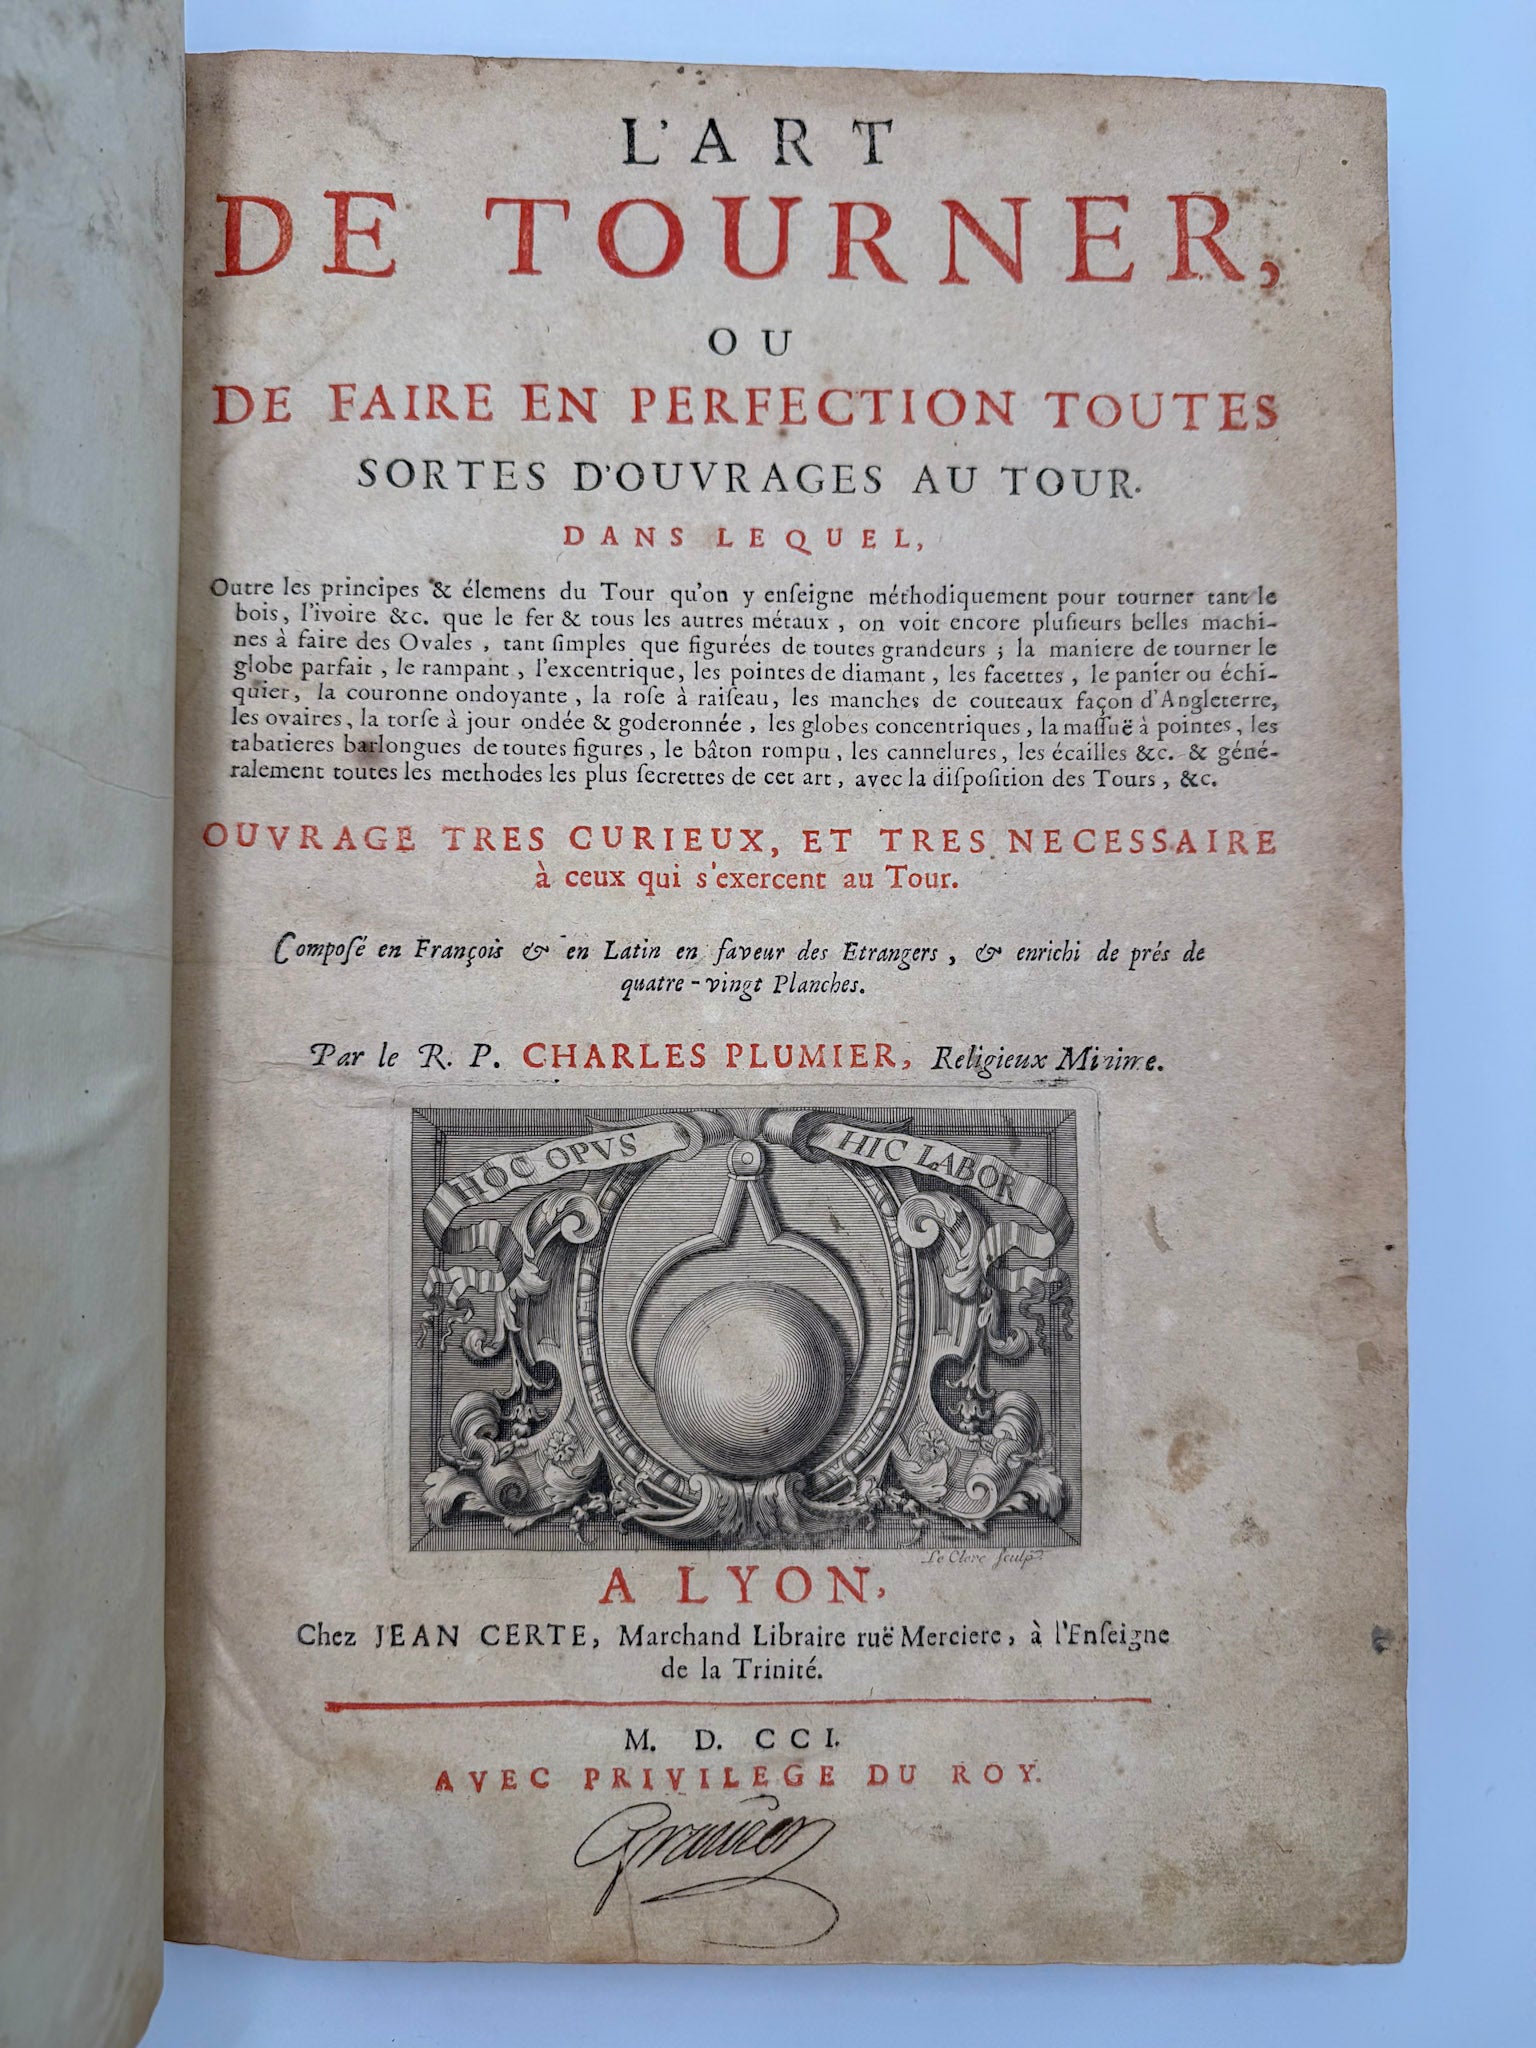 L'ART
DE TOURNER,
OU
DE FAIRE EN PERFECTION TOUTES
SORTES D'OUVRAGES AU TOUR.
DANS LEQUEL,
Outre les principes & élemens du Tour qu'on y enſeigne méthodiquement pour tourner tant le
bois, l'ivoire &c. que le fer & tous les autres métaux, on voit encore pluſieurs belles machi-
nes à faire des Ovales, tant ſimples que figurées de toutes grandeurs ; la maniere de tourner le
globe parfait, le rampant, l'excentrique, les pointes de diamant, les facettes, le panier ou échi-
quier, la couronne ondoyante, la roſe à raiſeau, les manches de couteaux façon d'Angleterre,
les ovaires, la torſe à jour ondée & goderonnée, les globes concentriques, la maſſuë à pointes, les
tabatieres barlongues de toutes figures, le bâton rompu, les cannelures, les écailles &c. & géné-
ralement toutes les methodes les plus ſecrettes de cet art, avec la diſpoſition des Tours, &c.
OUVRAGE TRES CURIEUX, ET TRES NECESSAIRE
à ceux qui s'exercent au Tour.
Compoſé en François & en Latin en faveur des Etrangers, & enrichi de prés de
quatre-vingt Planches.
Par le R. P. CHARLES PLUMIER, Religieux Minime.
HOC OPVS HIC LABOR
Le Clerc ſculp.
A LYON,
Chez JEAN CERTE, Marchand Libraire ruë Merciere, à l'Enſeigne
de la Trinité.
M. D. CCI.
AVEC PRIVILEGE DU ROY.